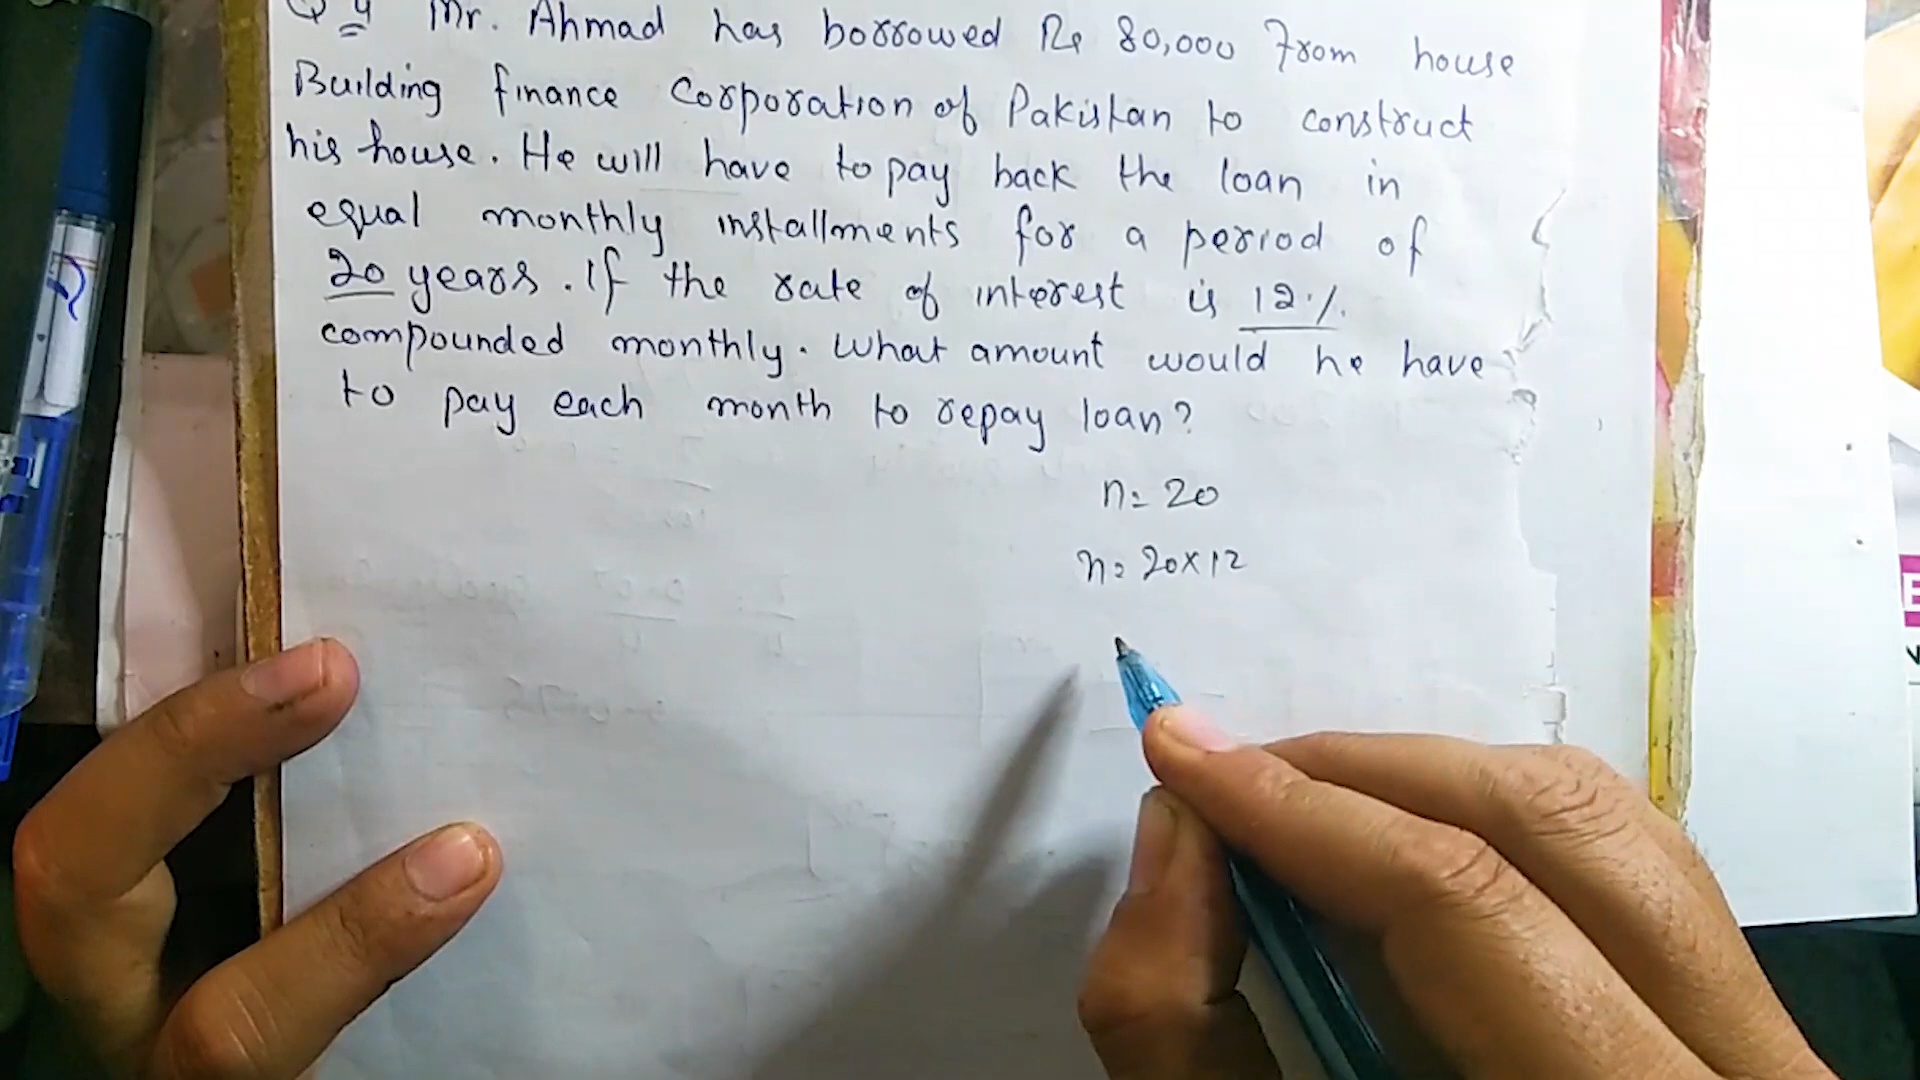 Q 4 Mr. Ahmad has borrowed Rs 80,000 From house
Building finance Corporation of Pakistan to construct
his house. He will have to pay back the loan in
equal monthly installments for a period of
20 years. If the rate of interest is 12%.
compounded monthly. What amount would he have
to pay each month to repay loan?
n = 20
n = 20×12